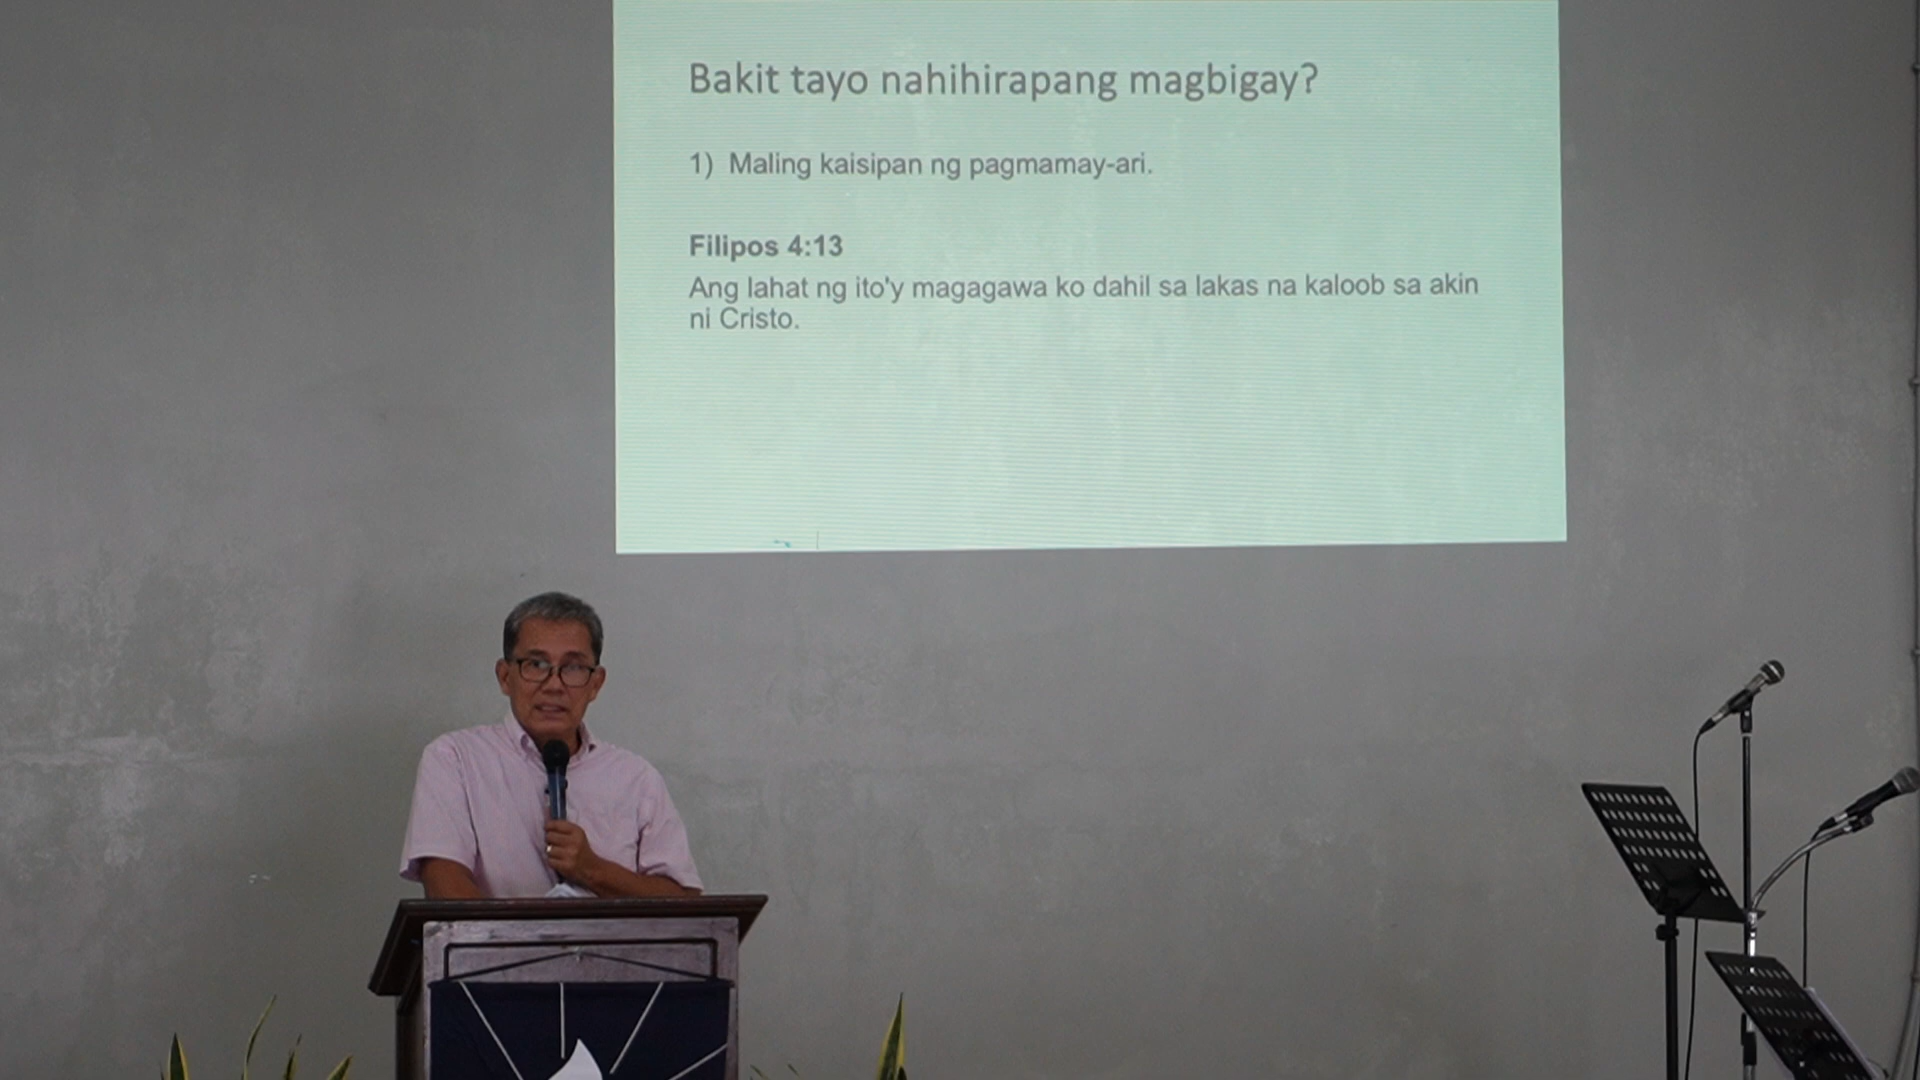 Bakit tayo nahihirapang magbigay?
1) Maling kaisipan ng pagmamay-ari.
Filipos 4:13
Ang lahat ng ito'y magagawa ko dahil sa lakas na kaloob sa akin
ni Cristo.